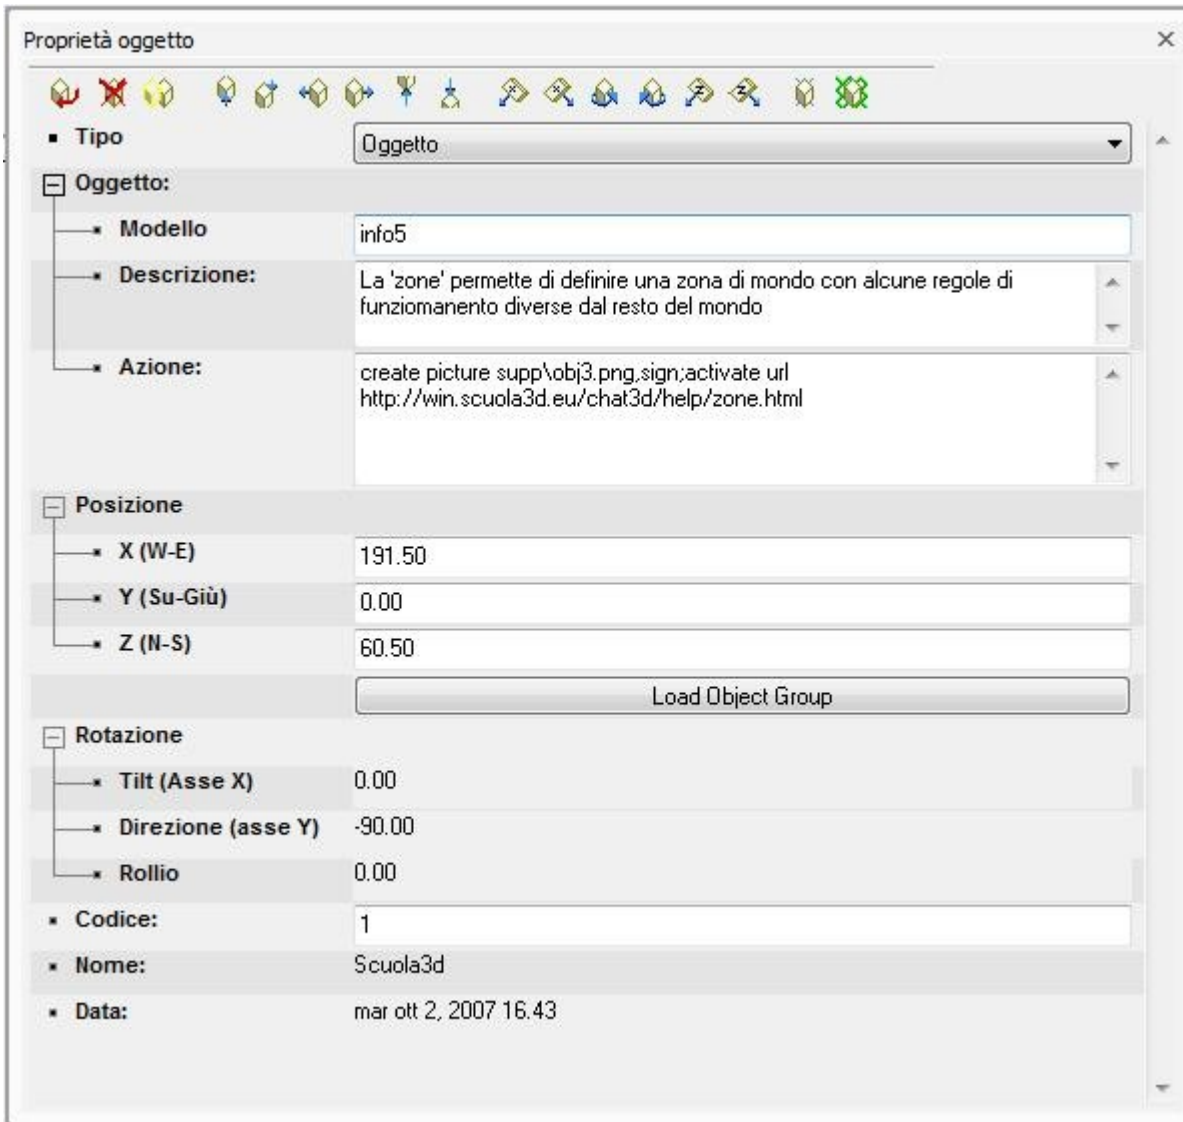 Proprietà oggetto
Tipo
Oggetto
Oggetto:
Modello
info5
Descrizione:
La 'zone' permette di definire una zona di mondo con alcune regole di
funziomanento diverse dal resto del mondo
Azione:
create picture supp\obj3.png,sign;activate url
http://win.scuola3d.eu/chat3d/help/zone.html
Posizione
X (W-E)
191.50
Y (Su-Giù)
0.00
Z (N-S)
60.50
Load Object Group
Rotazione
Tilt (Asse X)
0.00
Direzione (asse Y)
-90.00
Rollio
0.00
Codice:
1
Nome:
Scuola3d
Data:
mar ott 2, 2007 16.43